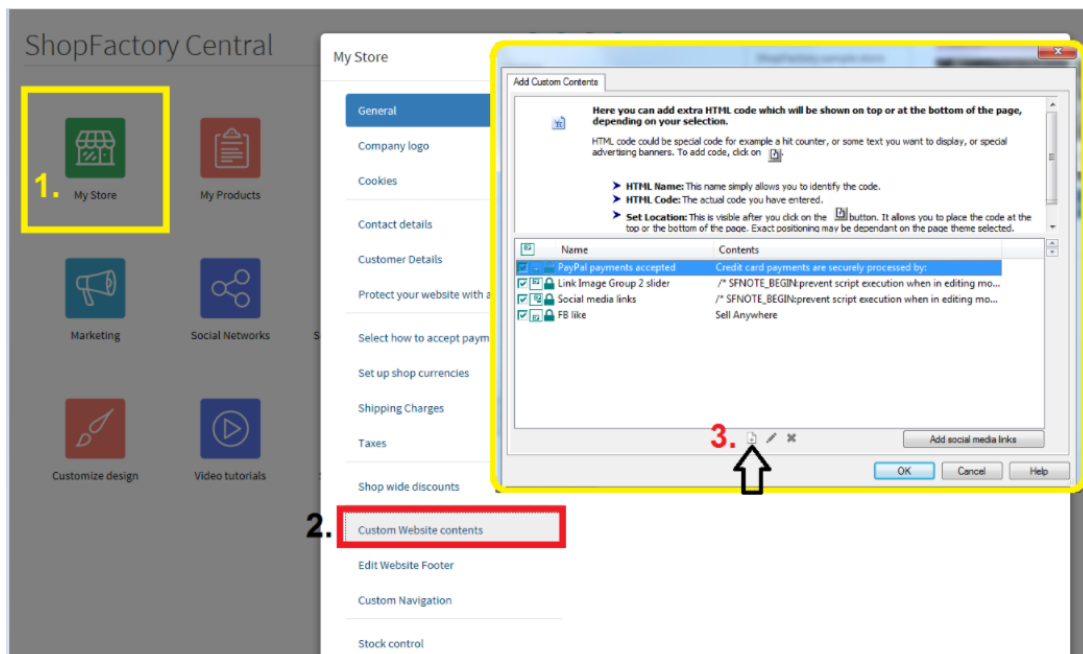 ShopFactory Central
1.
My Store
My Products
Marketing
Social Networks
Customize design
Video tutorials
My Store
General
Company logo
Cookies
Contact details
Customer Details
Protect your website with a
Select how to accept paym
Set up shop currencies
Shipping Charges
Taxes
Shop wide discounts
2.
Custom Website contents
Edit Website Footer
Custom Navigation
Stock control
Add Custom Contents
Here you can add extra HTML code which will be shown on top or at the bottom of the page,
depending on your selection.
HTML code could be special code for example a hit counter, or some text you want to display, or special
advertising banners. To add code, click on
HTML Name: This name simply allows you to identify the code.
HTML Code: The actual code you have entered.
Set Location: This is visible after you click on the button. It allows you to place the code at the
top or the bottom of the page. Exact positioning may be dependant on the page theme selected.
Name Contents
PayPal payments accepted Credit card payments are securely processed by:
Link Image Group 2 slider /* SFNOTE_BEGIN:prevent script execution when in editing mo...
Social media links /* SFNOTE_BEGIN:prevent script execution when in editing mo...
FB like Sell Anywhere
3.
Add social media links
OK Cancel Help